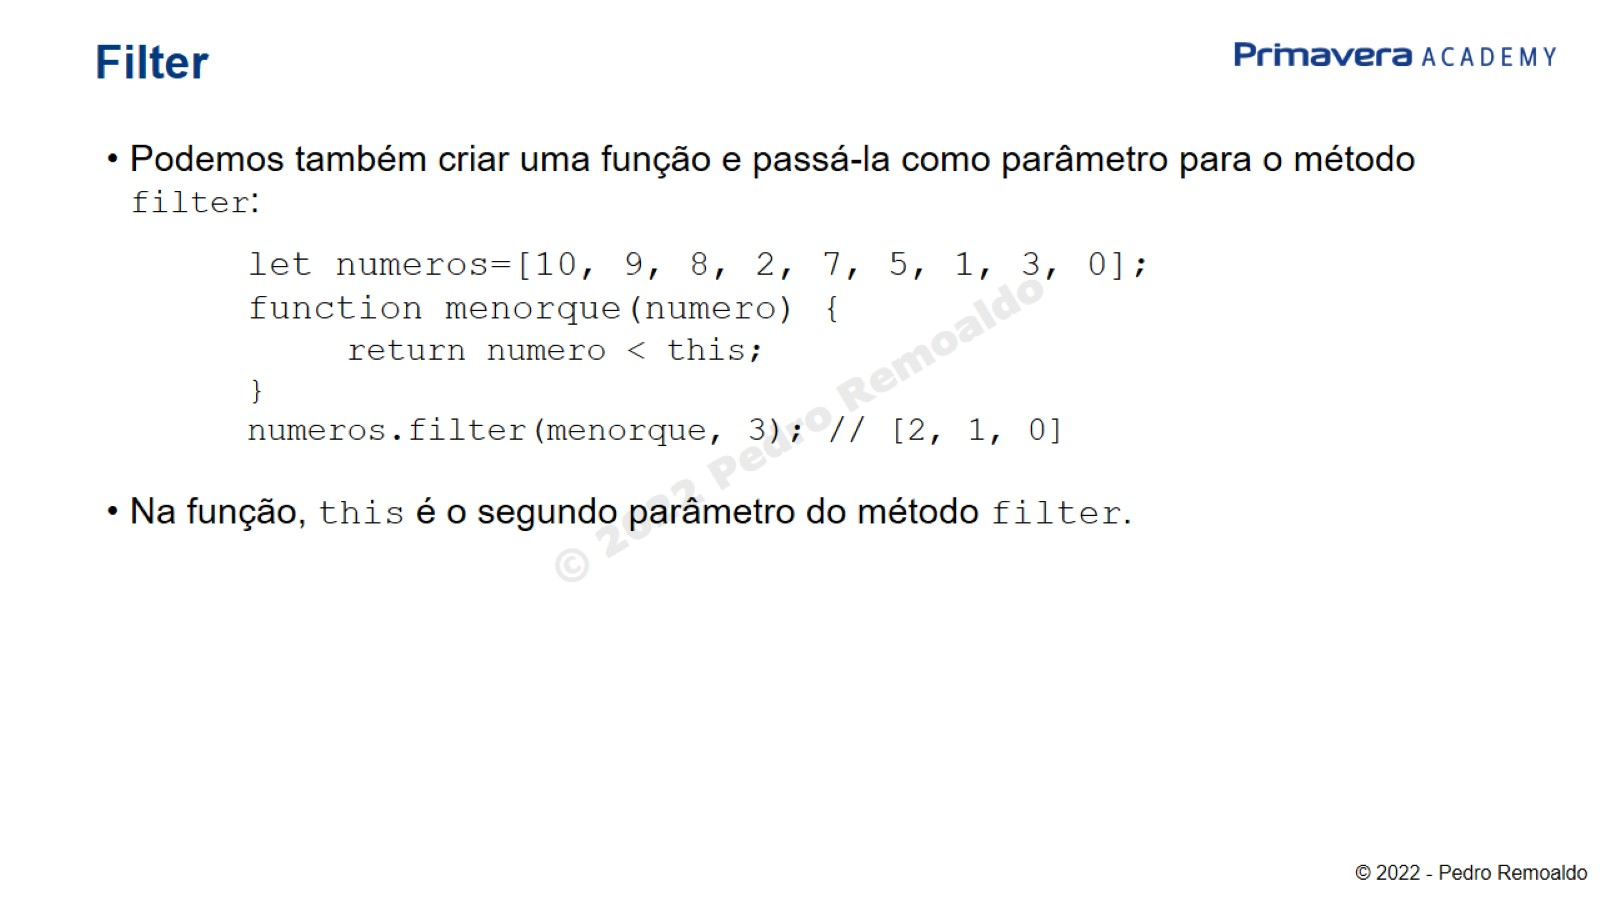 Filter
Primavera ACADEMY
• Podemos também criar uma função e passá-la como parâmetro para o método
filter:
let numeros=[10, 9, 8, 2, 7, 5, 1, 3, 0];
function menorque(numero) {
return numero < this;
}
numeros.filter(menorque, 3); // [2, 1, 0]
• Na função, this é o segundo parâmetro do método filter.
© 2022 Pedro Remoaldo
© 2022 - Pedro Remoaldo